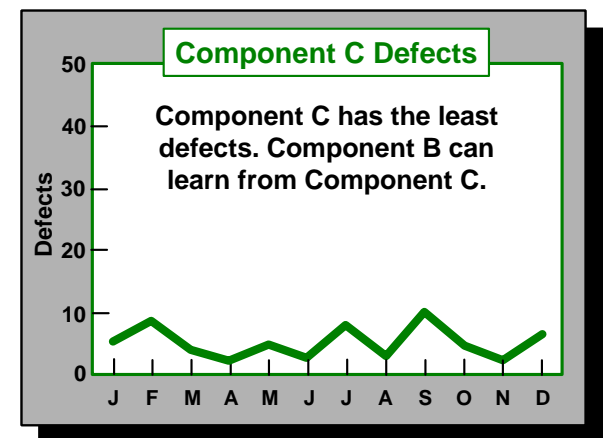 Component C Defects
Component C has the least
defects. Component B can
learn from Component C.
Defects
50
40
30
20
10
0
J F M A M J J A S O N D